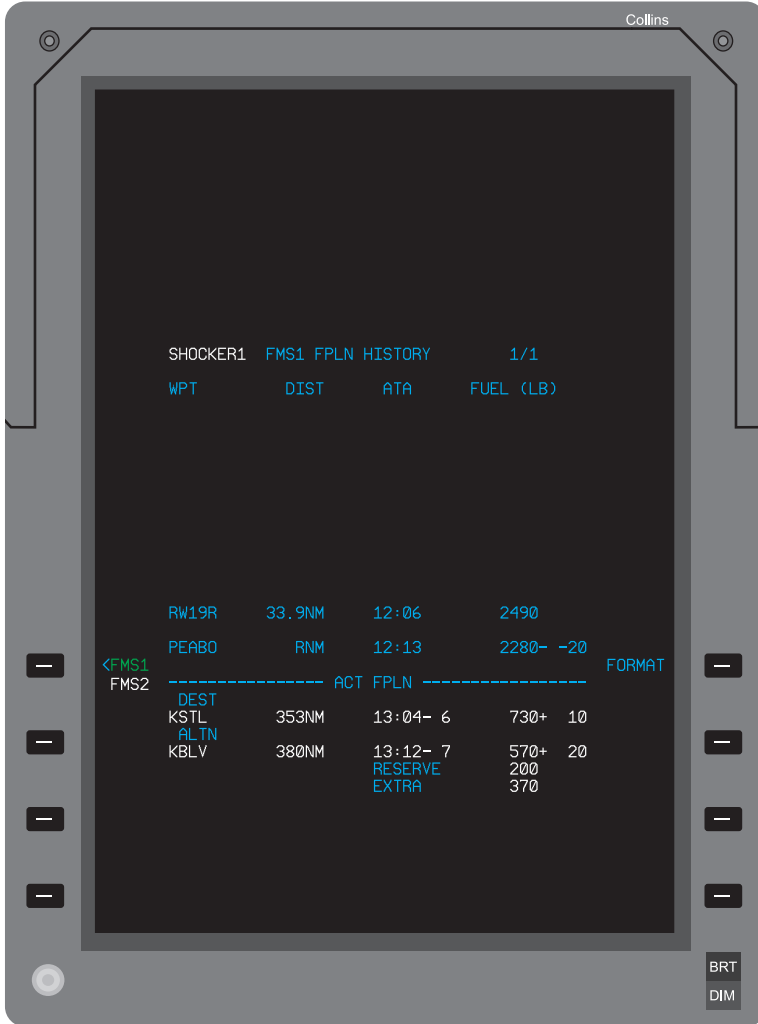 Collins
SHOCKER1 FMS1 FPLN HISTORY 1/1
WPT DIST ATA FUEL (LB)
RW19R 33.9NM 12:06 2490
PEABO RNM 12:13 2280- -20
<FMS1 FORMAT
FMS2 ---------------- ACT FPLN -----------------
DEST
KSTL 353NM 13:04- 6 730+ 10
ALTN
KBLV 380NM 13:12- 7 570+ 20
RESERVE 200
EXTRA 370
BRT
DIM